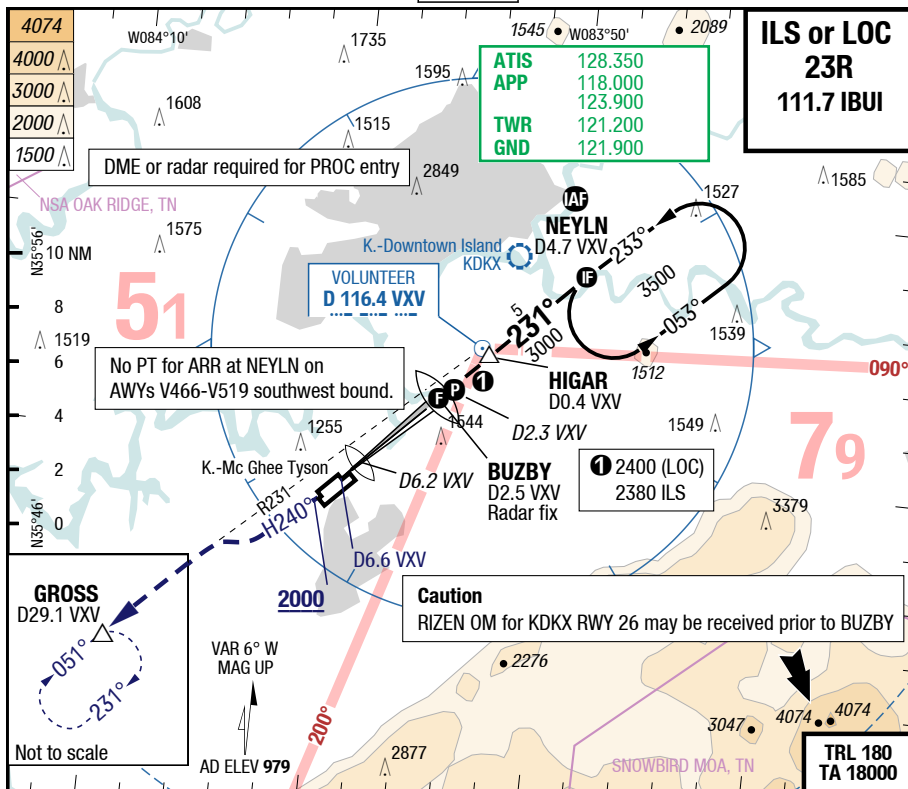 4074
4000
3000
2000
1500
W084°10'
1735
1545
W083°50'
2089
ILS or LOC
23R
111.7 IBUI
ATIS 128.350
APP 118.000
123.900
TWR 121.200
GND 121.900
1595
1608
1515
DME or radar required for PROC entry
2849
NSA OAK RIDGE, TN
1575
IAF
NEYLN
D4.7 VXV
1527
1585
N35°56'
10 NM
8
6
4
2
0
N35°46'
K.-Downtown Island
KDKX
VOLUNTEER
D 116.4 VXV
IF
233°
3500
053°
51
5
231°
3000
1539
1519
1512
090°
No PT for ARR at NEYLN on
AWYs V466-V519 southwest bound.
HIGAR
D0.4 VXV
F
P
1
1544
D2.3 VXV
1549
79
1255
K.-Mc Ghee Tyson
D6.2 VXV
BUZBY
D2.5 VXV
Radar fix
1 2400 (LOC)
2380 ILS
R231
H240°
3379
D6.6 VXV
2000
GROSS
D29.1 VXV
051°
231°
Not to scale
Caution
RIZEN OM for KDKX RWY 26 may be received prior to BUZBY
VAR 6° W
MAG UP
AD ELEV 979
200°
2276
2877
3047
4074
4074
SNOWBIRD MOA, TN
TRL 180
TA 18000